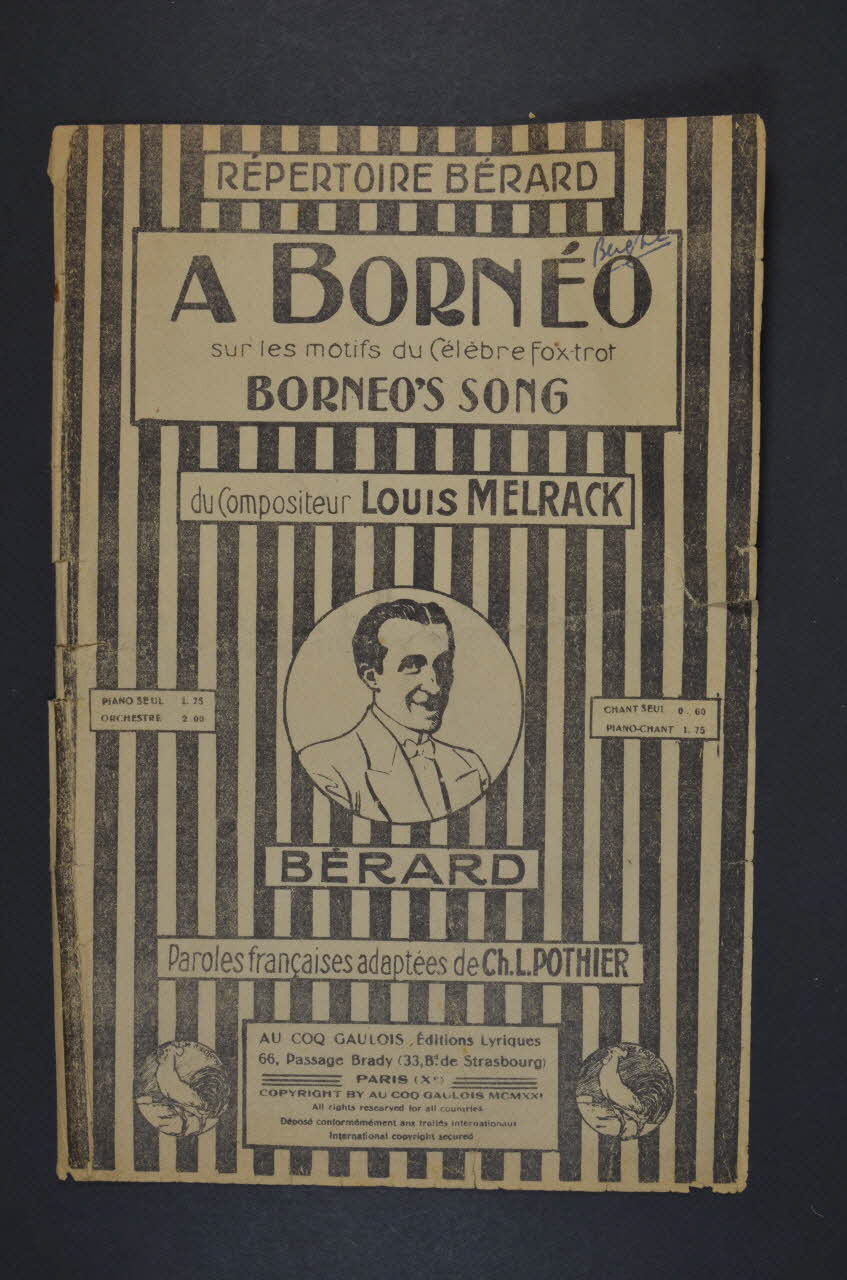 RÉPERTOIRE BÉRARD
A BORNÉO
sur les motifs du Célèbre Fox-trot
BORNEO'S SONG
du Compositeur LOUIS MELRACK
PIANO SEUL 1.75
ORCHESTRE 2.00
CHANT SEUL 0.60
PIANO-CHANT 1.75
BÉRARD
Paroles françaises adaptées de Ch.L.POTHIER
AU COQ GAULOIS, Éditions Lyriques
66, Passage Brady (33, Bd de Strasbourg)
PARIS (Xe)
COPYRIGHT BY AU COQ GAULOIS MCMXXI
All rights researved for all countries
Déposé conformémément aux traités internationaux
International copyright secured